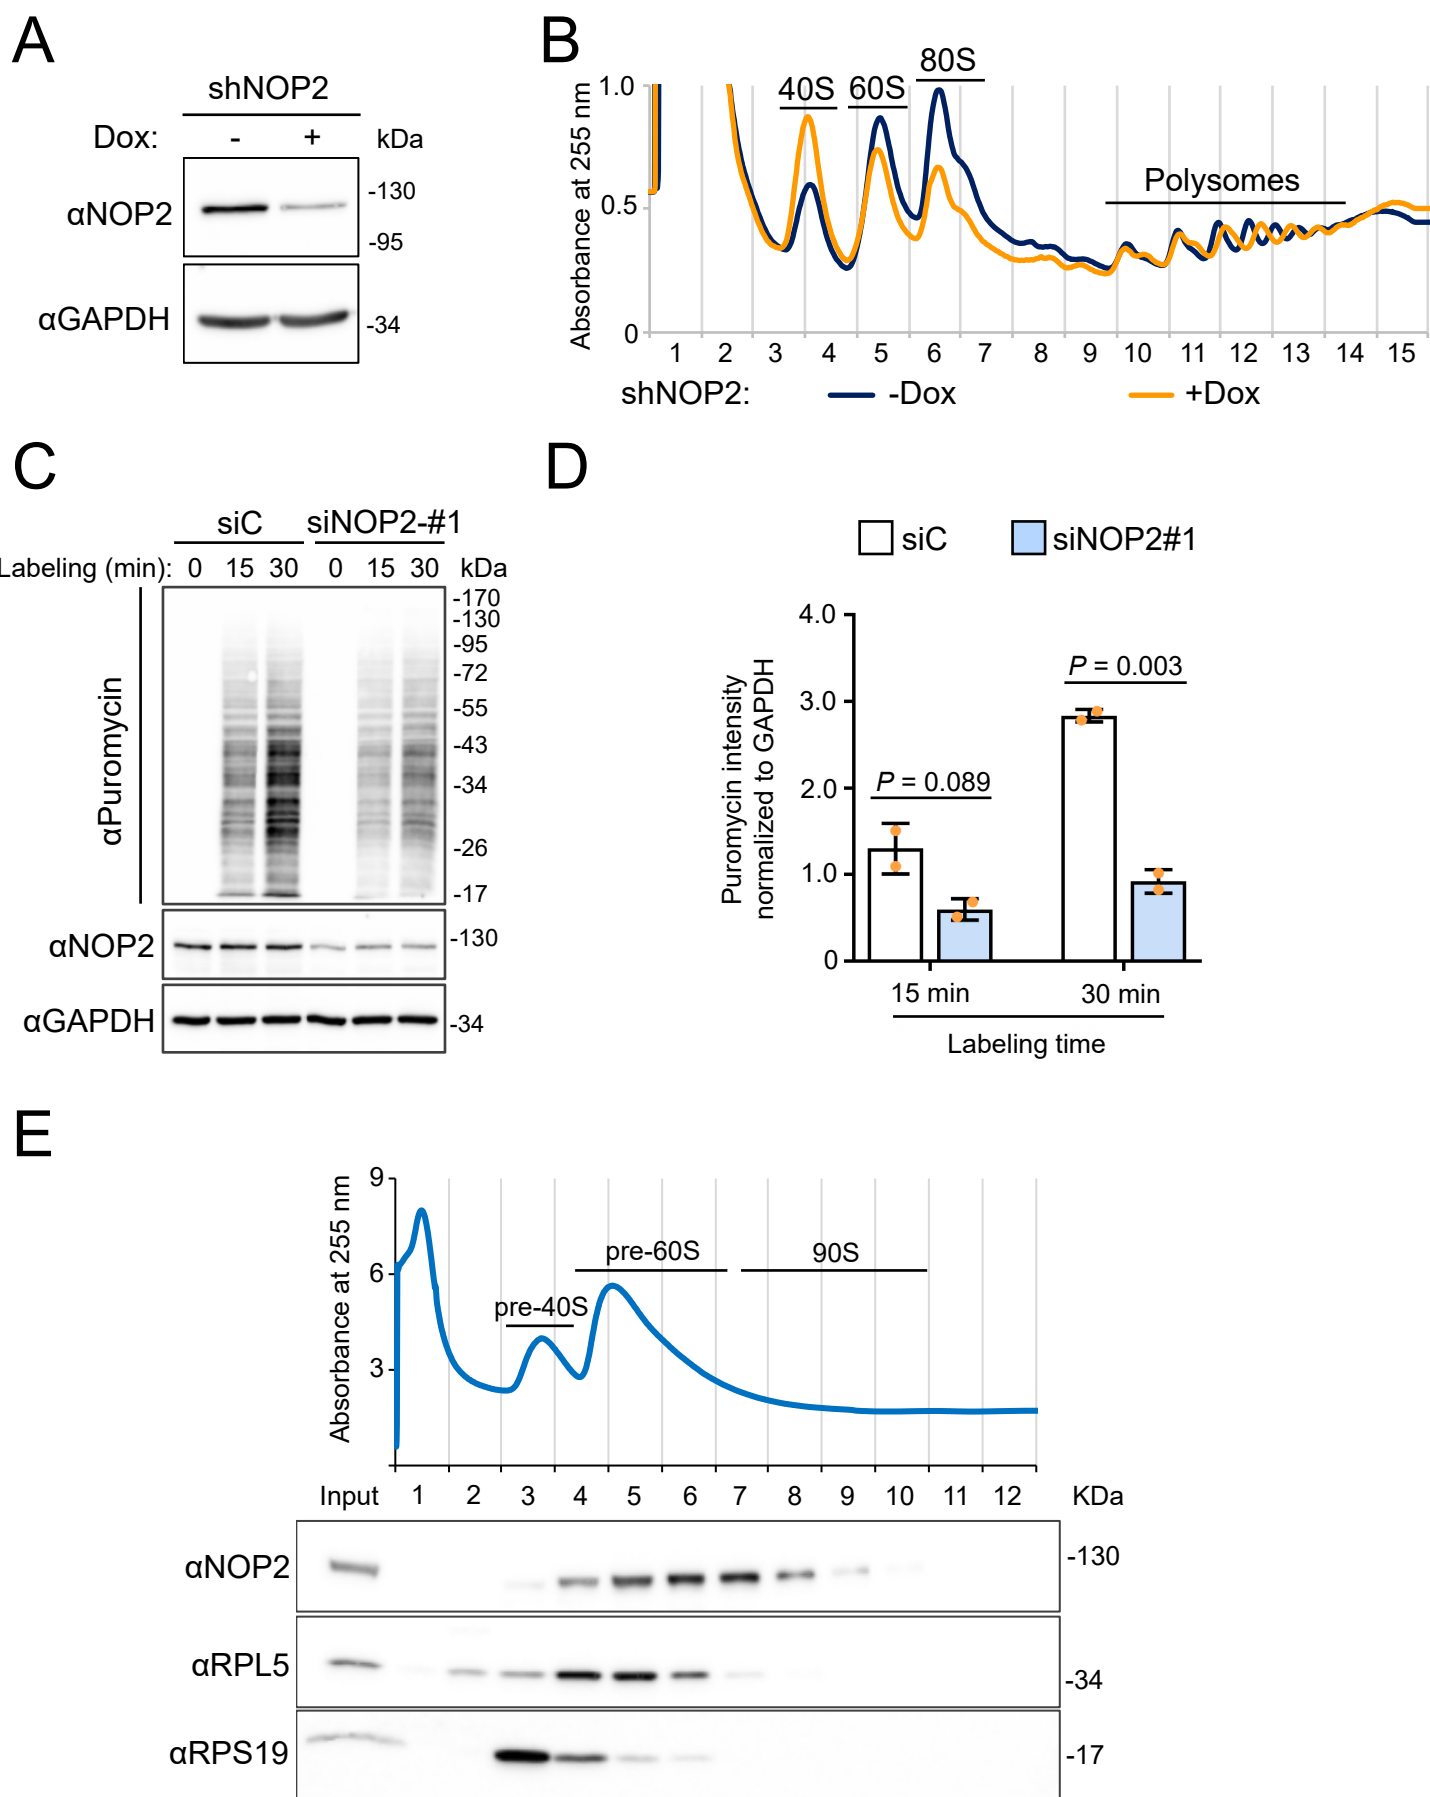 A
shNOP2
Dox: - + kDa
αNOP2
-130
-95
αGAPDH
-34
B
Absorbance at 255 nm
1.0
0.5
0
40S 60S 80S
Polysomes
1 2 3 4 5 6 7 8 9 10 11 12 13 14 15
shNOP2: -Dox +Dox
C
siC siNOP2-#1
Labeling (min): 0 15 30 0 15 30 kDa
αPuromycin
-170
-130
-95
-72
-55
-43
-34
-26
-17
αNOP2
-130
αGAPDH
-34
D
siC siNOP2#1
Puromycin intensity
normalized to GAPDH
4.0
3.0
2.0
1.0
0
P = 0.089
P = 0.003
15 min 30 min
Labeling time
E
Absorbance at 255 nm
9
6
3
pre-40S
pre-60S
90S
Input 1 2 3 4 5 6 7 8 9 10 11 12 KDa
αNOP2
-130
αRPL5
-34
αRPS19
-17